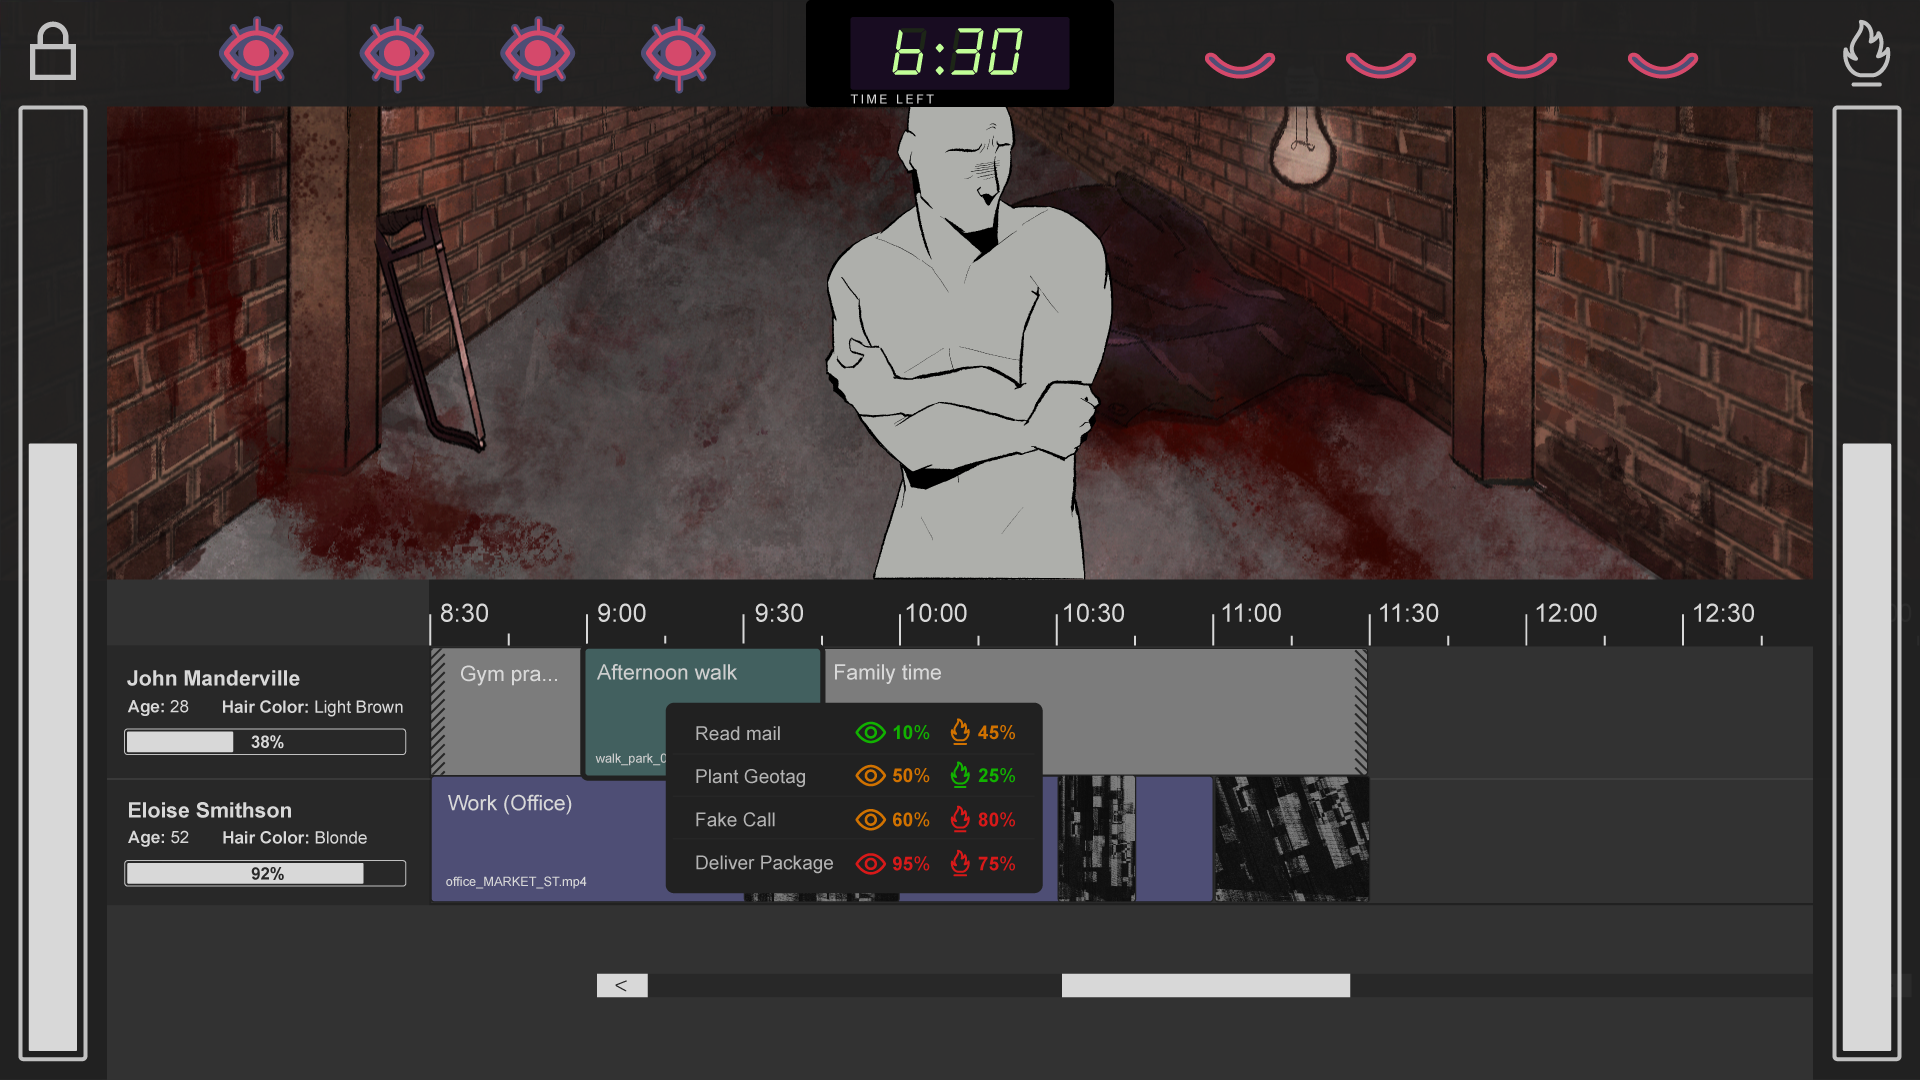 6:30
TIME LEFT
8:30 9:00 9:30 10:00 10:30 11:00 11:30 12:00 12:30
John Manderville
Age: 28 Hair Color: Light Brown
38%
Gym pra...
Afternoon walk
walk_park_0
Family time
Read mail 10% 45%
Plant Geotag 50% 25%
Fake Call 60% 80%
Deliver Package 95% 75%
Eloise Smithson
Age: 52 Hair Color: Blonde
92%
Work (Office)
office_MARKET_ST.mp4
<